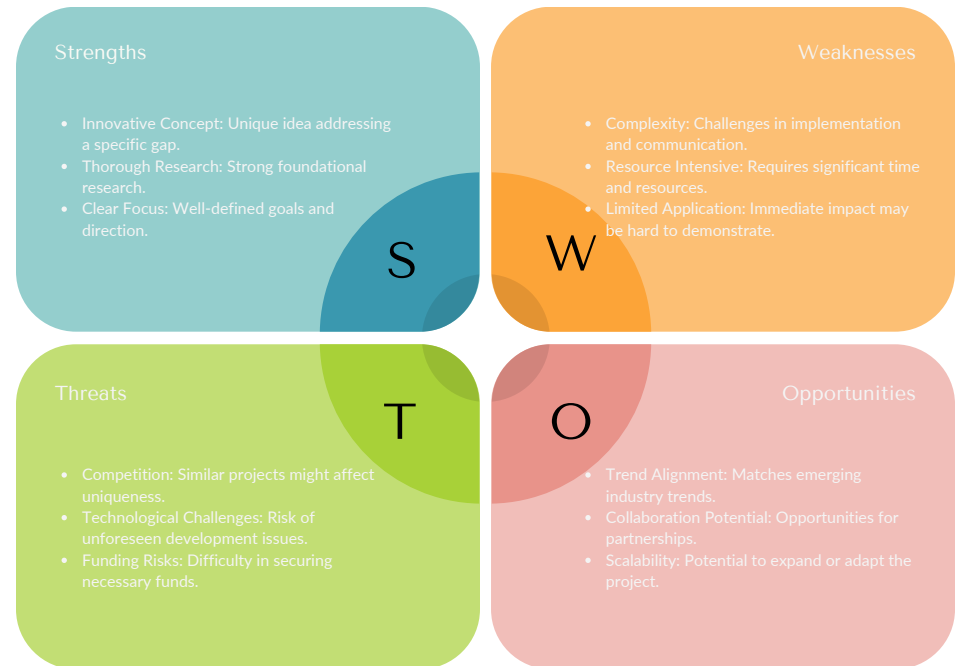 Strengths
• Innovative Concept: Unique idea addressing
a specific gap.
• Thorough Research: Strong foundational
research.
• Clear Focus: Well-defined goals and
direction.
S
Weaknesses
• Complexity: Challenges in implementation
and communication.
• Resource Intensive: Requires significant time
and resources.
• Limited Application: Immediate impact may
be hard to demonstrate.
W
Threats
• Competition: Similar projects might affect
uniqueness.
• Technological Challenges: Risk of
unforeseen development issues.
• Funding Risks: Difficulty in securing
necessary funds.
T
Opportunities
• Trend Alignment: Matches emerging
industry trends.
• Collaboration Potential: Opportunities for
partnerships.
• Scalability: Potential to expand or adapt the
project.
O